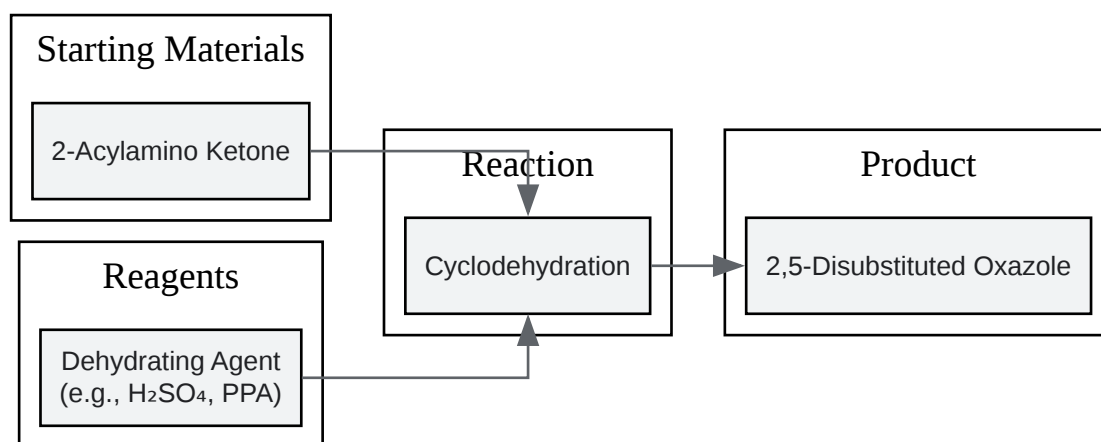 Starting Materials
2-Acylamino Ketone
Reagents
Dehydrating Agent
(e.g., H₂SO₄, PPA)
Reaction
Cyclodehydration
Product
2,5-Disubstituted Oxazole